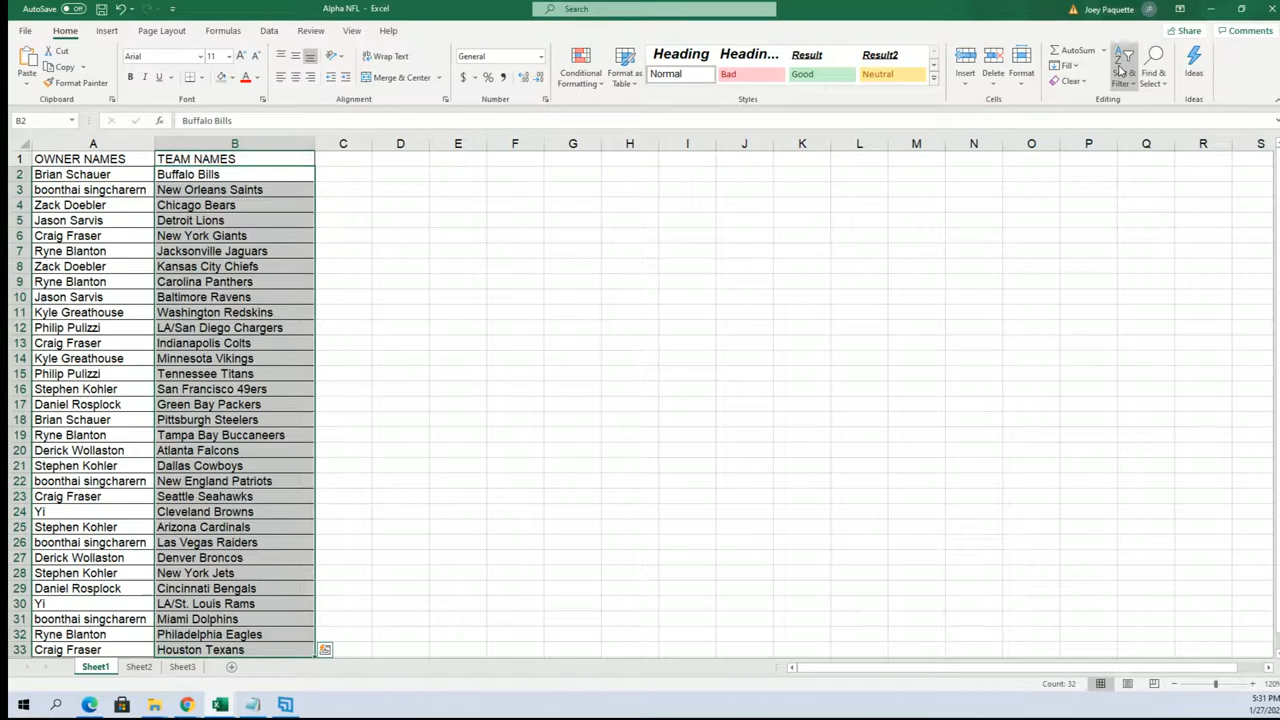 AutoSave Off Alpha NFL - Excel Search Joey Paquette JP
File Home Insert Page Layout Formulas Data Review View Help Share Comments
Paste Cut Copy Format Painter Clipboard
Arial 11 B I U A Font
Wrap Text Merge & Center Alignment
General $ % Number
Conditional Formatting Format as Table
Heading Headin... Result Result2
Normal Bad Good Neutral Styles
Insert Delete Format Cells
AutoSum Fill Clear Sort & Filter Find & Select Editing
Ideas Ideas
B2 fx Buffalo Bills
A B C D E F G H I J K L M N O P Q R S
1 OWNER NAMES TEAM NAMES
2 Brian Schauer Buffalo Bills
3 boonthai singcharern New Orleans Saints
4 Zack Doebler Chicago Bears
5 Jason Sarvis Detroit Lions
6 Craig Fraser New York Giants
7 Ryne Blanton Jacksonville Jaguars
8 Zack Doebler Kansas City Chiefs
9 Ryne Blanton Carolina Panthers
10 Jason Sarvis Baltimore Ravens
11 Kyle Greathouse Washington Redskins
12 Philip Pulizzi LA/San Diego Chargers
13 Craig Fraser Indianapolis Colts
14 Kyle Greathouse Minnesota Vikings
15 Philip Pulizzi Tennessee Titans
16 Stephen Kohler San Francisco 49ers
17 Daniel Rosplock Green Bay Packers
18 Brian Schauer Pittsburgh Steelers
19 Ryne Blanton Tampa Bay Buccaneers
20 Derick Wollaston Atlanta Falcons
21 Stephen Kohler Dallas Cowboys
22 boonthai singcharern New England Patriots
23 Craig Fraser Seattle Seahawks
24 Yi Cleveland Browns
25 Stephen Kohler Arizona Cardinals
26 boonthai singcharern Las Vegas Raiders
27 Derick Wollaston Denver Broncos
28 Stephen Kohler New York Jets
29 Daniel Rosplock Cincinnati Bengals
30 Yi LA/St. Louis Rams
31 boonthai singcharern Miami Dolphins
32 Ryne Blanton Philadelphia Eagles
33 Craig Fraser Houston Texans
Sheet1 Sheet2 Sheet3
Count: 32 120%
5:31 PM
1/27/202